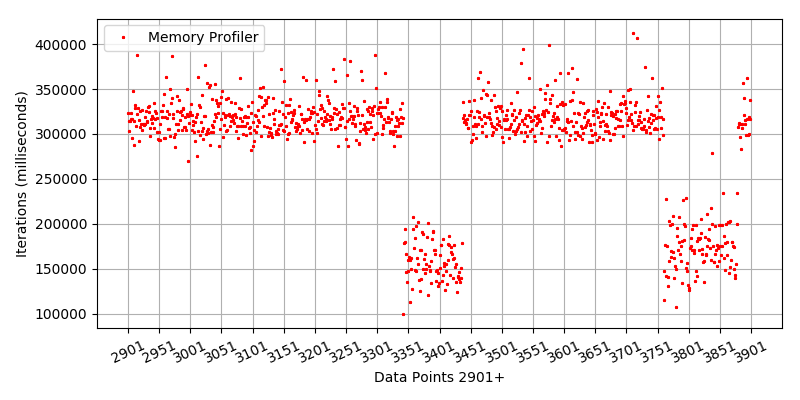 Memory Profiler
Iterations (milliseconds)
400000
350000
300000
250000
200000
150000
100000
2901 2951 3001 3051 3101 3151 3201 3251 3301 3351 3401 3451 3501 3551 3601 3651 3701 3751 3801 3851 3901
Data Points 2901+